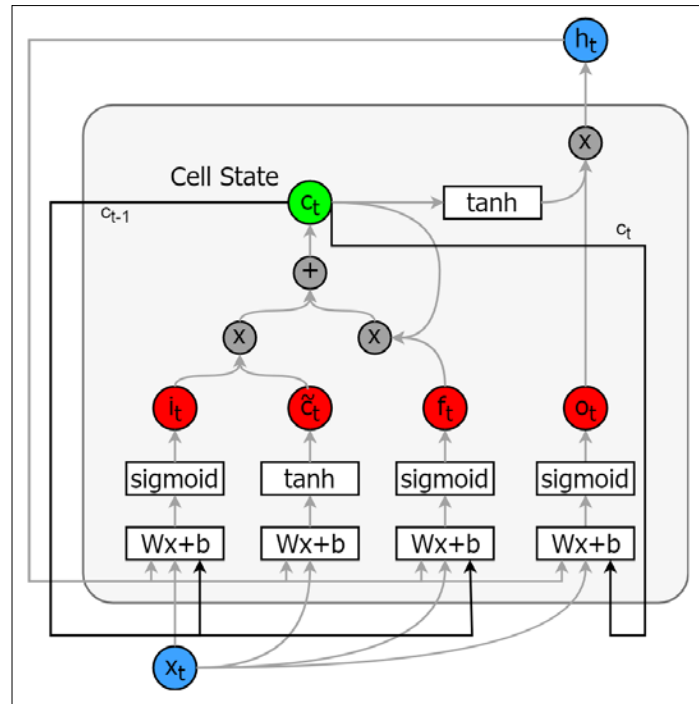 hₜ
x
Cell State
cₜ
tanh
cₜ₋₁
cₜ
+
x
x
iₜ
c̃ₜ
fₜ
oₜ
sigmoid
tanh
sigmoid
sigmoid
Wx+b
Wx+b
Wx+b
Wx+b
xₜ